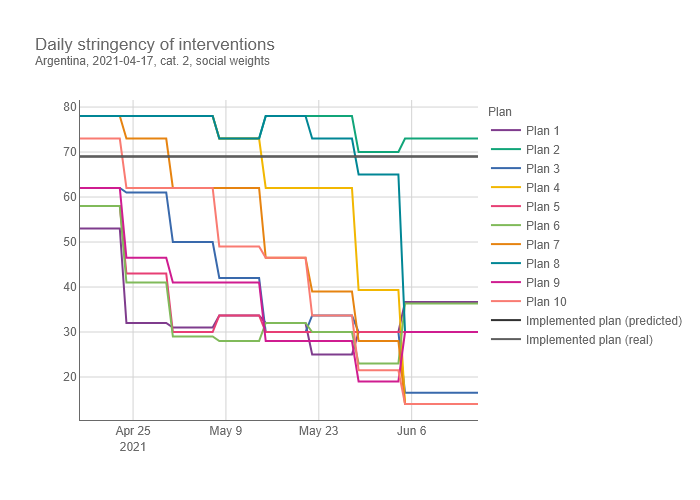 Daily stringency of interventions
Argentina, 2021-04-17, cat. 2, social weights
Plan
80
70
60
50
40
30
20
Apr 25
2021
May 9
May 23
Jun 6
Plan 1
Plan 2
Plan 3
Plan 4
Plan 5
Plan 6
Plan 7
Plan 8
Plan 9
Plan 10
Implemented plan (predicted)
Implemented plan (real)